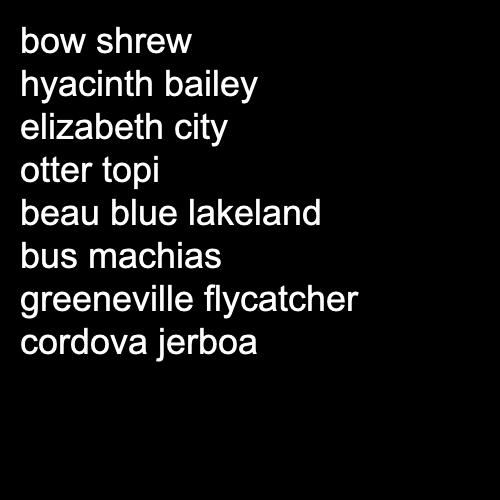 bow shrew
hyacinth bailey
elizabeth city
otter topi
beau blue lakeland
bus machias
greeneville flycatcher
cordova jerboa